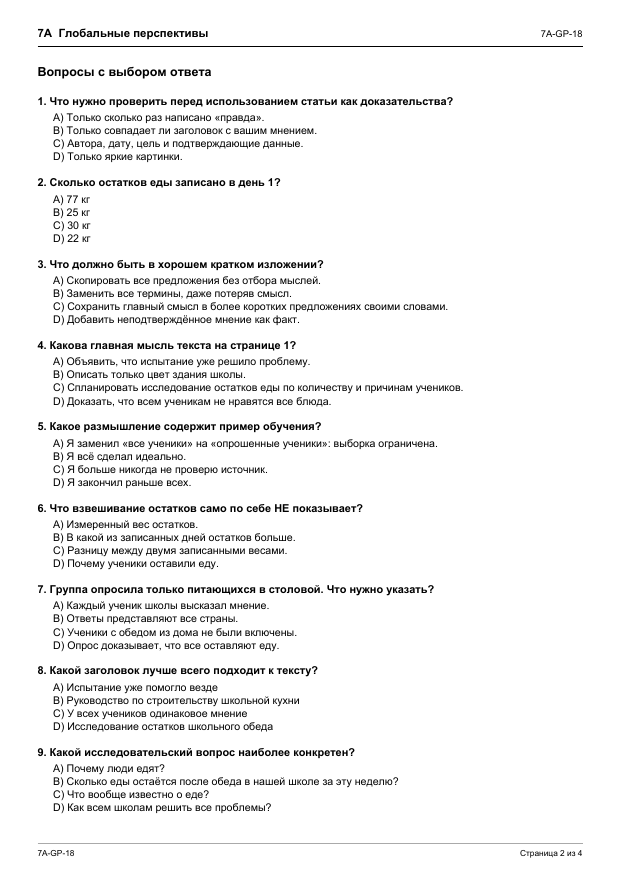 7A Глобальные перспективы
7A-GP-18
Вопросы с выбором ответа
1. Что нужно проверить перед использованием статьи как доказательства?
A) Только сколько раз написано «правда».
B) Только совпадает ли заголовок с вашим мнением.
C) Автора, дату, цель и подтверждающие данные.
D) Только яркие картинки.
2. Сколько остатков еды записано в день 1?
A) 77 кг
B) 25 кг
C) 30 кг
D) 22 кг
3. Что должно быть в хорошем кратком изложении?
A) Скопировать все предложения без отбора мыслей.
B) Заменить все термины, даже потеряв смысл.
C) Сохранить главный смысл в более коротких предложениях своими словами.
D) Добавить неподтверждённое мнение как факт.
4. Какова главная мысль текста на странице 1?
A) Объявить, что испытание уже решило проблему.
B) Описать только цвет здания школы.
C) Спланировать исследование остатков еды по количеству и причинам учеников.
D) Доказать, что всем ученикам не нравятся все блюда.
5. Какое размышление содержит пример обучения?
A) Я заменил «все ученики» на «опрошенные ученики»: выборка ограничена.
B) Я всё сделал идеально.
C) Я больше никогда не проверю источник.
D) Я закончил раньше всех.
6. Что взвешивание остатков само по себе НЕ показывает?
A) Измеренный вес остатков.
B) В какой из записанных дней остатков больше.
C) Разницу между двумя записанными весами.
D) Почему ученики оставили еду.
7. Группа опросила только питающихся в столовой. Что нужно указать?
A) Каждый ученик школы высказал мнение.
B) Ответы представляют все страны.
C) Ученики с обедом из дома не были включены.
D) Опрос доказывает, что все оставляют еду.
8. Какой заголовок лучше всего подходит к тексту?
A) Испытание уже помогло везде
B) Руководство по строительству школьной кухни
C) У всех учеников одинаковое мнение
D) Исследование остатков школьного обеда
9. Какой исследовательский вопрос наиболее конкретен?
A) Почему люди едят?
B) Сколько еды остаётся после обеда в нашей школе за эту неделю?
C) Что вообще известно о еде?
D) Как всем школам решить все проблемы?
7A-GP-18
Страница 2 из 4